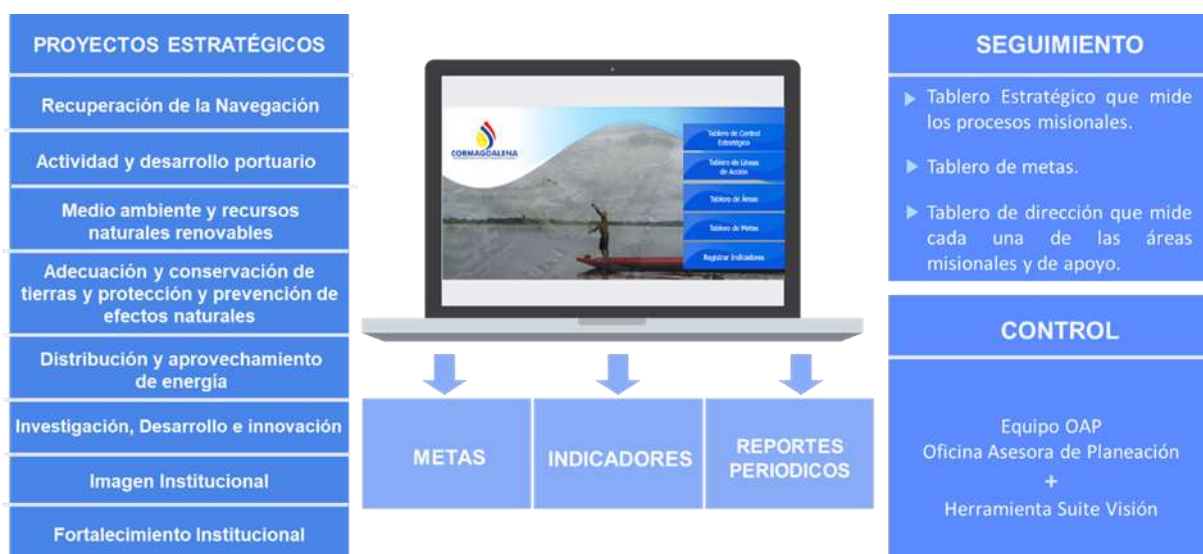 PROYECTOS ESTRATÉGICOS
Recuperación de la Navegación
Actividad y desarrollo portuario
Medio ambiente y recursos
naturales renovables
Adecuación y conservación de
tierras y protección y prevención de
efectos naturales
Distribución y aprovechamiento
de energía
Investigación, Desarrollo e innovación
Imagen Institucional
Fortalecimiento Institucional
CORMAGDALENA
Tablero de Control
Estratégico
Tablero de Líneas
de Acción
Tablero de Áreas
Tablero de Metas
Registrar Indicadores
METAS
INDICADORES
REPORTES
PERIODICOS
SEGUIMIENTO
Tablero Estratégico que mide
los procesos misionales.
Tablero de metas.
Tablero de dirección que mide
cada una de las áreas
misionales y de apoyo.
CONTROL
Equipo OAP
Oficina Asesora de Planeación
+
Herramienta Suite Visión